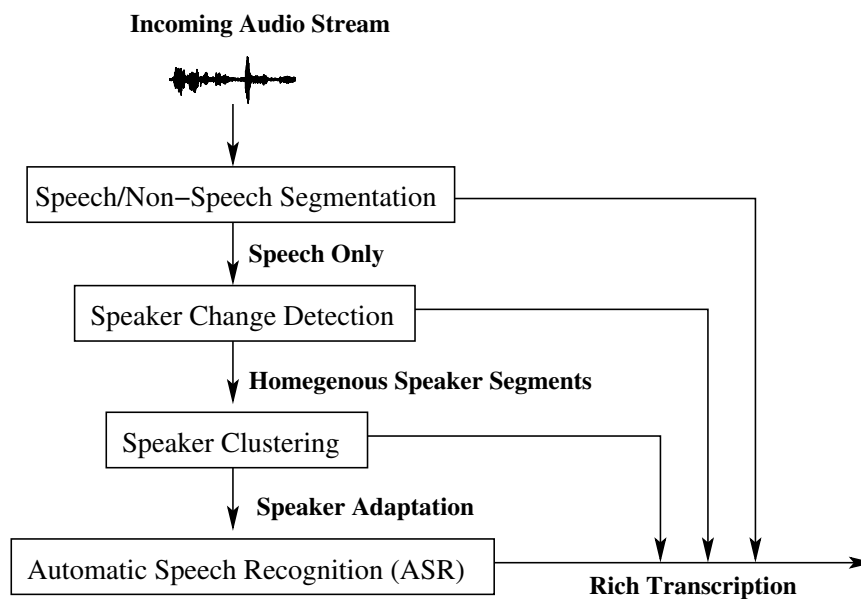 Incoming Audio Stream
Speech/Non−Speech Segmentation
Speech Only
Speaker Change Detection
Homegenous Speaker Segments
Speaker Clustering
Speaker Adaptation
Automatic Speech Recognition (ASR)
Rich Transcription